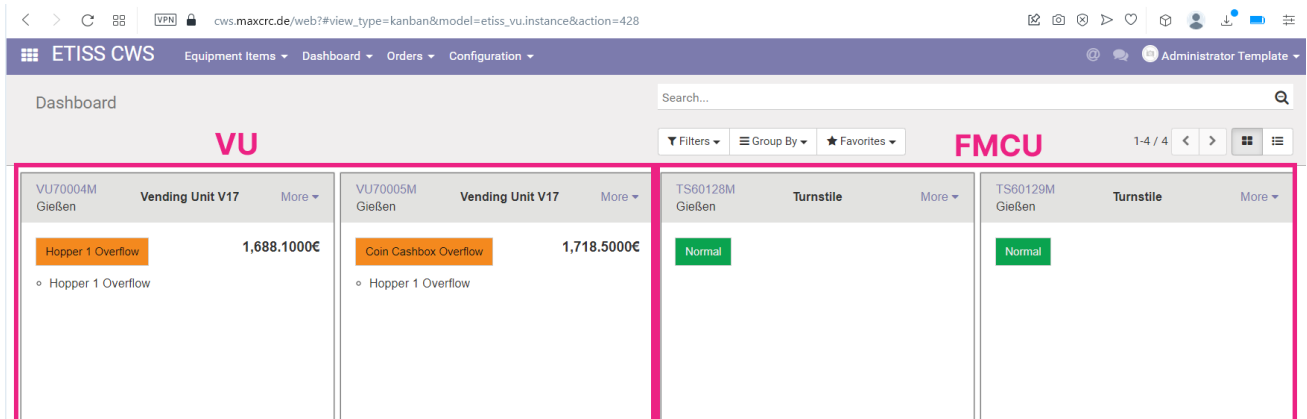 VPN cws.maxcrc.de/web?#view_type=kanban&model=etiss_vu.instance&action=428
ETISS CWS Equipment Items Dashboard Orders Configuration @ Administrator Template
Dashboard Search...
Filters Group By Favorites 1-4 / 4
VU FMCU
VU70004M Vending Unit V17 More
Gießen
Hopper 1 Overflow 1,688.1000€
Hopper 1 Overflow
VU70005M Vending Unit V17 More
Gießen
Coin Cashbox Overflow 1,718.5000€
Hopper 1 Overflow
TS60128M Turnstile More
Gießen
Normal
TS60129M Turnstile More
Gießen
Normal